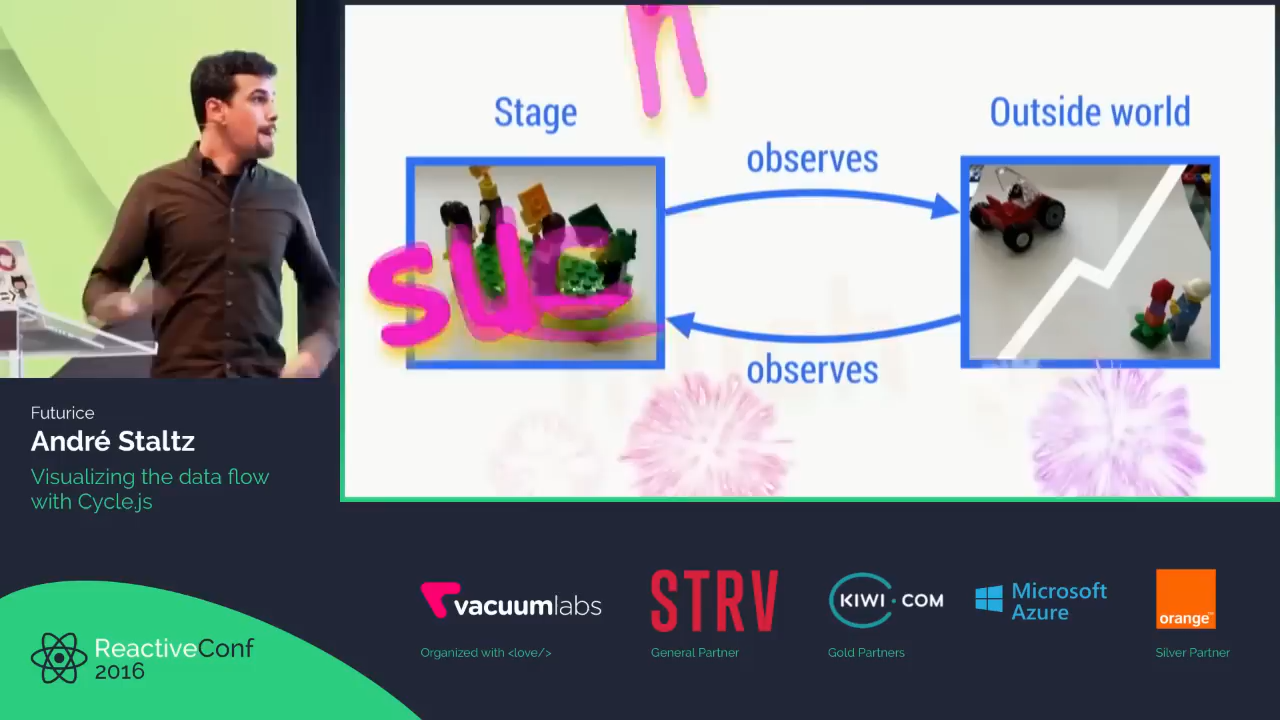 Stage
Outside world
observes
observes
Futurice
André Staltz
Visualizing the data flow
with Cycle.js
vacuumlabs
STRV
KIWI.COM
Microsoft
Azure
orange™
Organized with <love/>
General Partner
Gold Partners
Silver Partner
ReactiveConf
2016